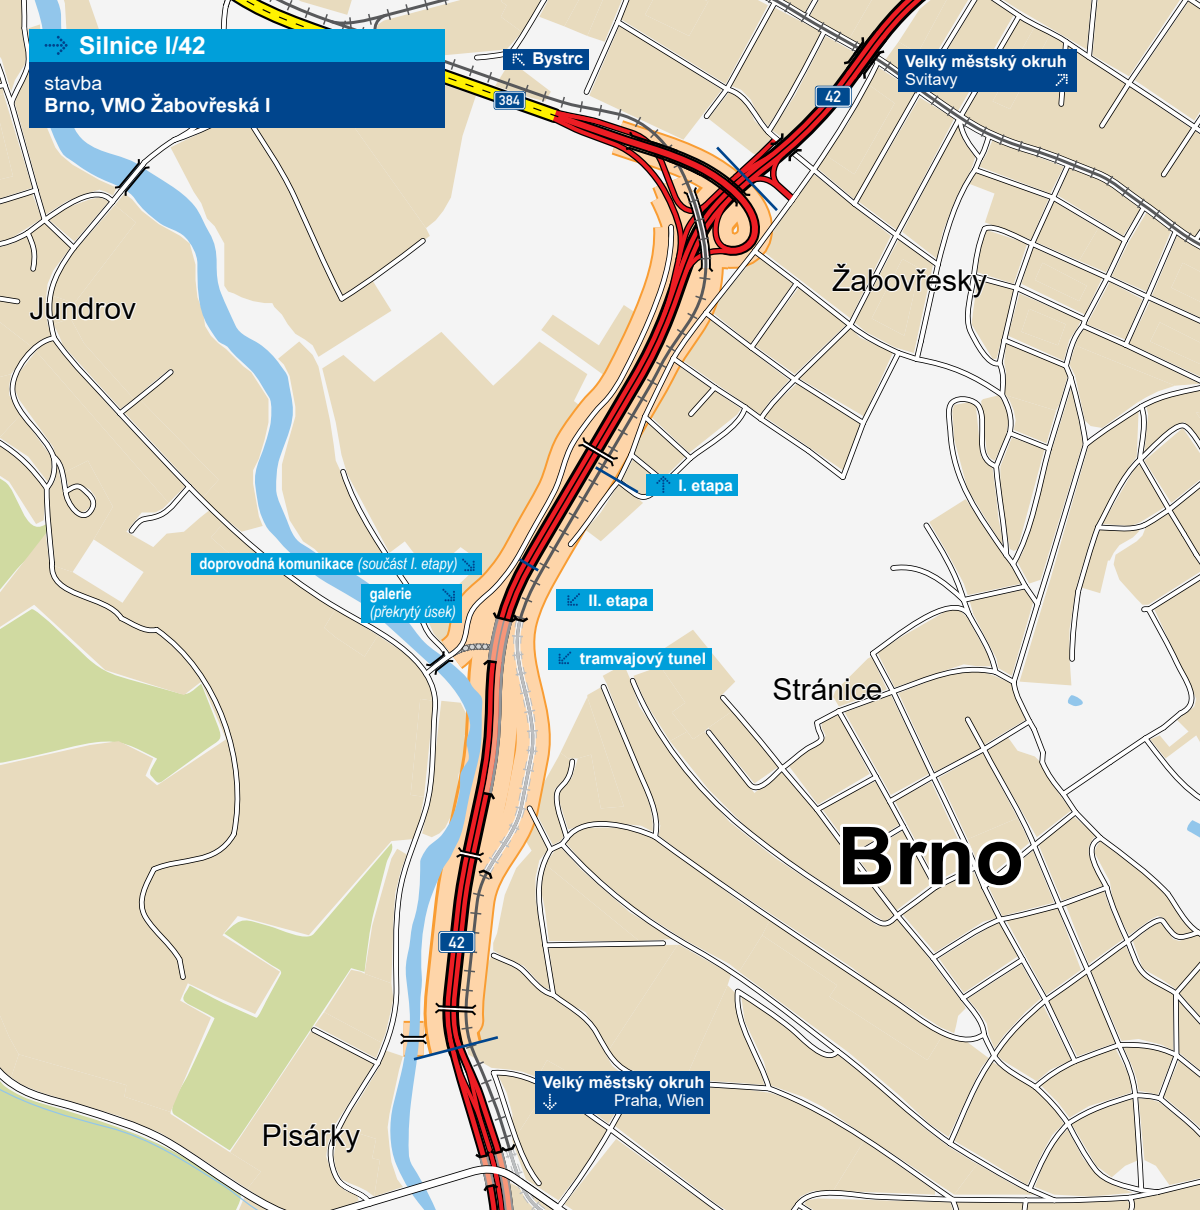 Silnice I/42
stavba
Brno, VMO Žabovřeská I
Bystrc
384
42
Velký městský okruh
Svitavy
Jundrov
Žabovřesky
I. etapa
doprovodná komunikace (součást I. etapy)
galerie
(překrytý úsek)
II. etapa
tramvajový tunel
Stránice
Brno
42
Velký městský okruh
Praha, Wien
Pisárky